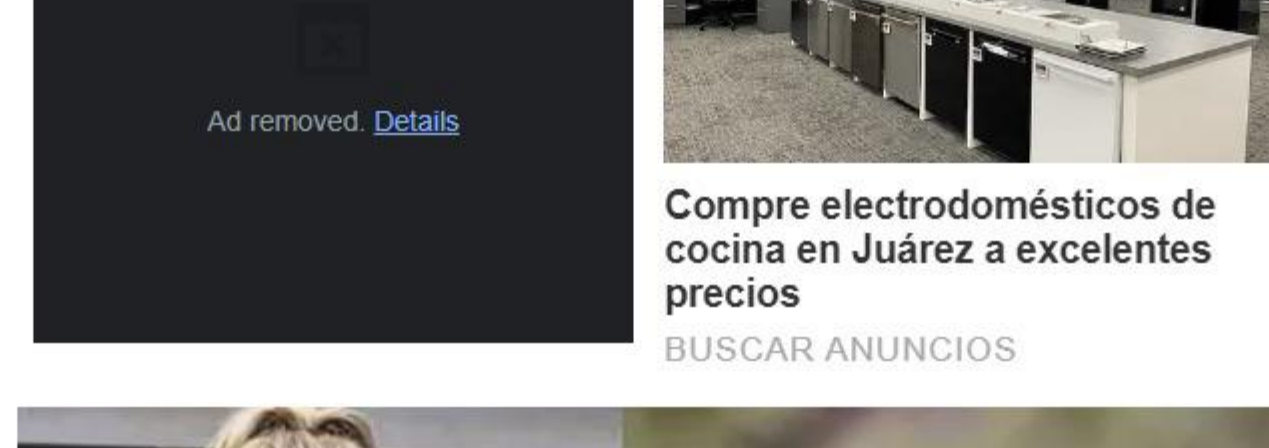 Ad removed. Details
Compre electrodomésticos de
cocina en Juárez a excelentes
precios
BUSCAR ANUNCIOS